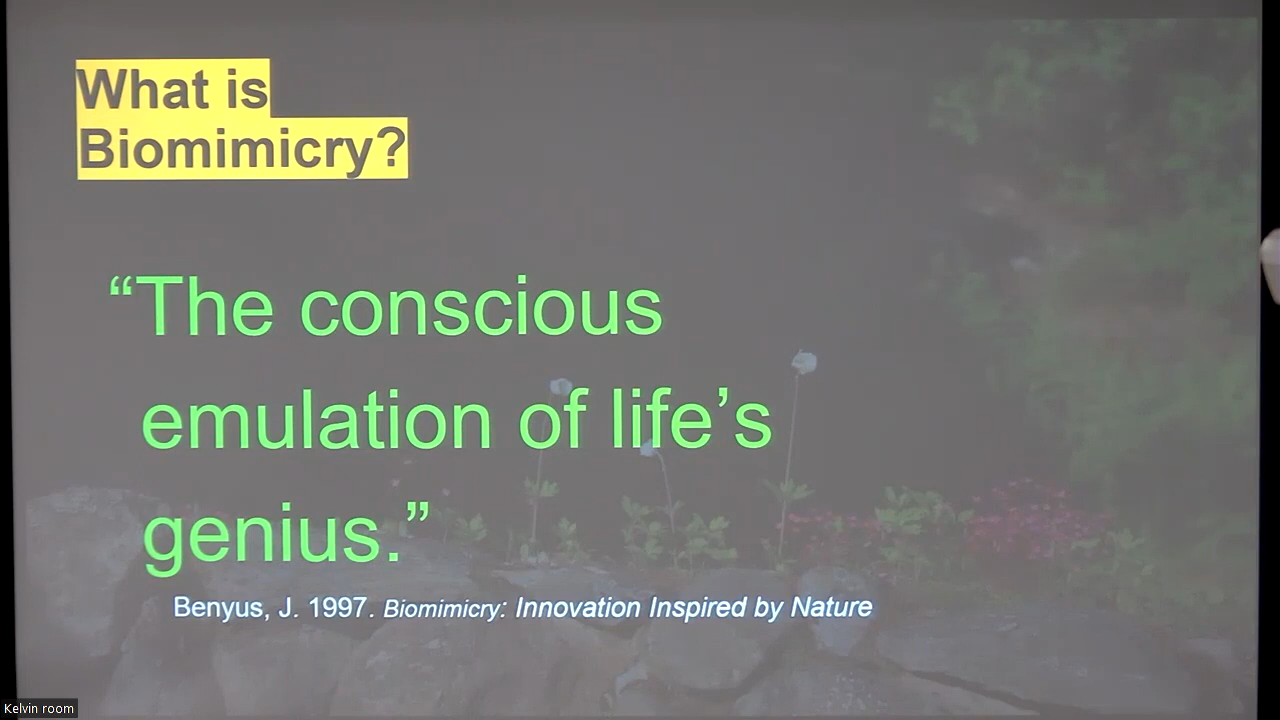 What is
Biomimicry?
“The conscious
emulation of life’s
genius.”
Benyus, J. 1997. Biomimicry: Innovation Inspired by Nature
Kelvin room